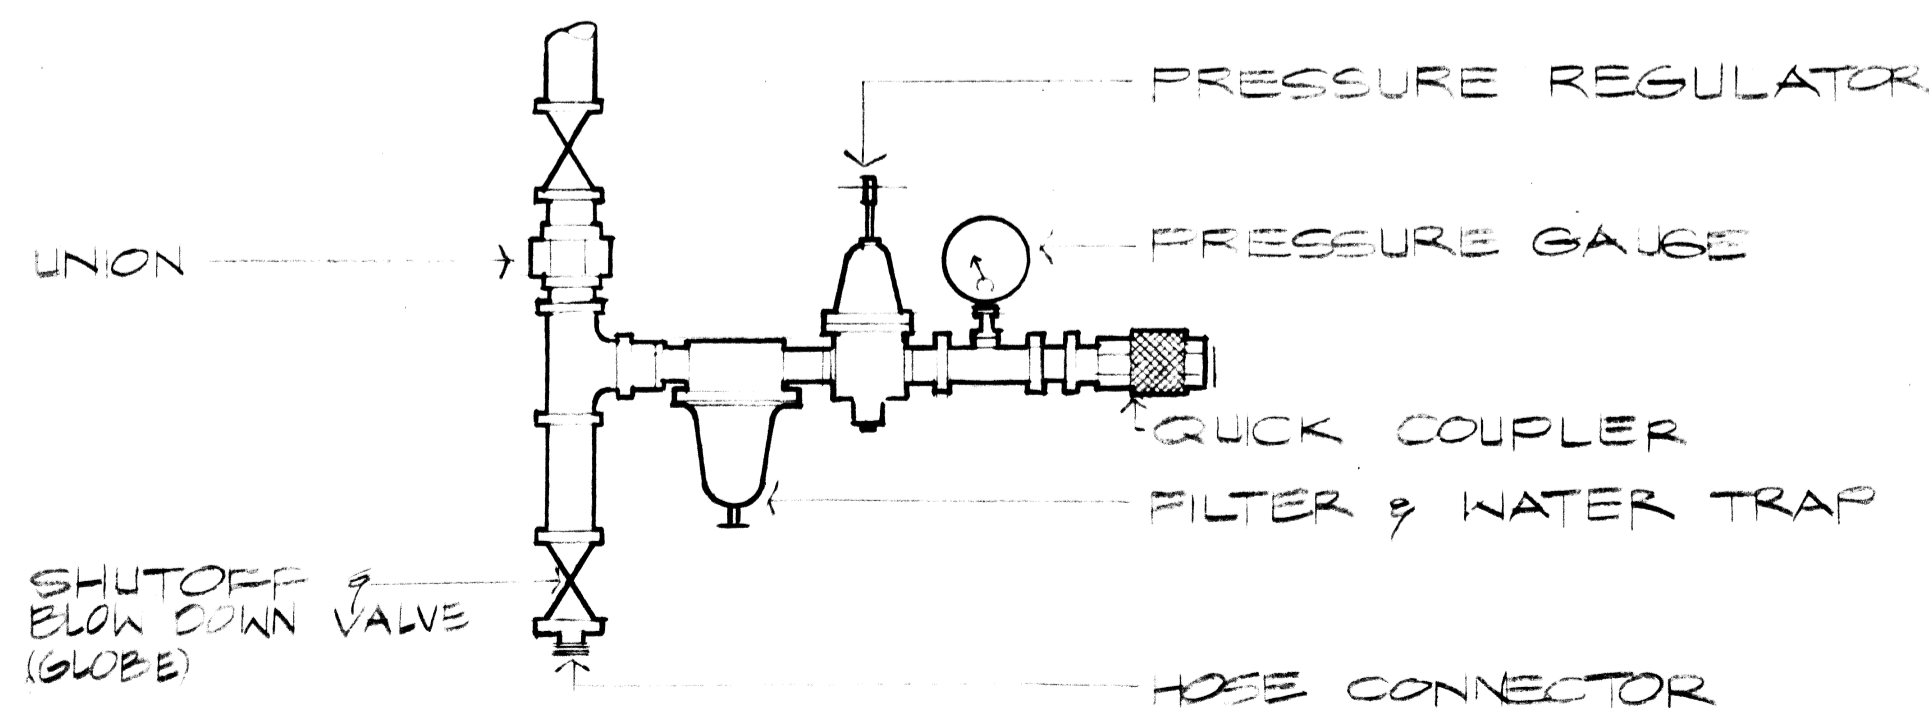 PRESSURE REGULATOR
UNION
PRESSURE GAUGE
QUICK COUPLER
FILTER & WATER TRAP
SHUTOFF &
BLOW DOWN VALVE
(GLOBE)
HOSE CONNECTOR